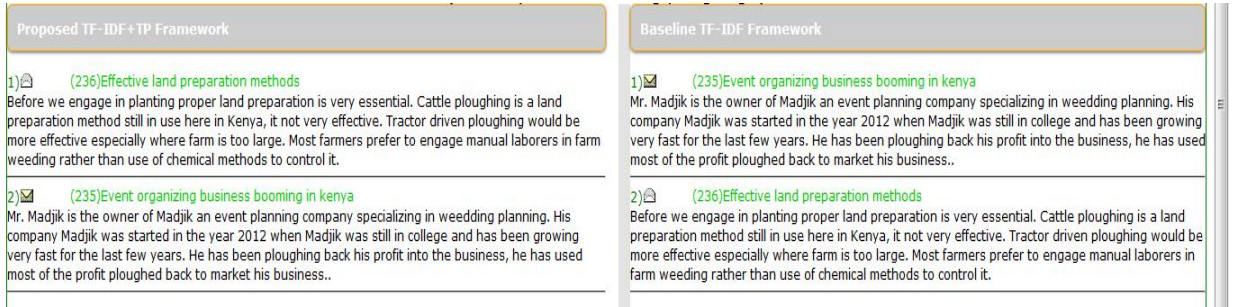 Proposed TF-IDF+TP Framework
1) (236)Effective land preparation methods
Before we engage in planting proper land preparation is very essential. Cattle ploughing is a land
preparation method still in use here in Kenya, it not very effective. Tractor driven ploughing would be
more effective especially where farm is too large. Most farmers prefer to engage manual laborers in farm
weeding rather than use of chemical methods to control it.
2) (235)Event organizing business booming in kenya
Mr. Madjik is the owner of Madjik an event planning company specializing in weedding planning. His
company Madjik was started in the year 2012 when Madjik was still in college and has been growing
very fast for the last few years. He has been ploughing back his profit into the business, he has used
most of the profit ploughed back to market his business..
Baseline TF-IDF Framework
1) (235)Event organizing business booming in kenya
Mr. Madjik is the owner of Madjik an event planning company specializing in weedding planning. His
company Madjik was started in the year 2012 when Madjik was still in college and has been growing
very fast for the last few years. He has been ploughing back his profit into the business, he has used
most of the profit ploughed back to market his business..
2) (236)Effective land preparation methods
Before we engage in planting proper land preparation is very essential. Cattle ploughing is a land
preparation method still in use here in Kenya, it not very effective. Tractor driven ploughing would be
more effective especially where farm is too large. Most farmers prefer to engage manual laborers in
farm weeding rather than use of chemical methods to control it.